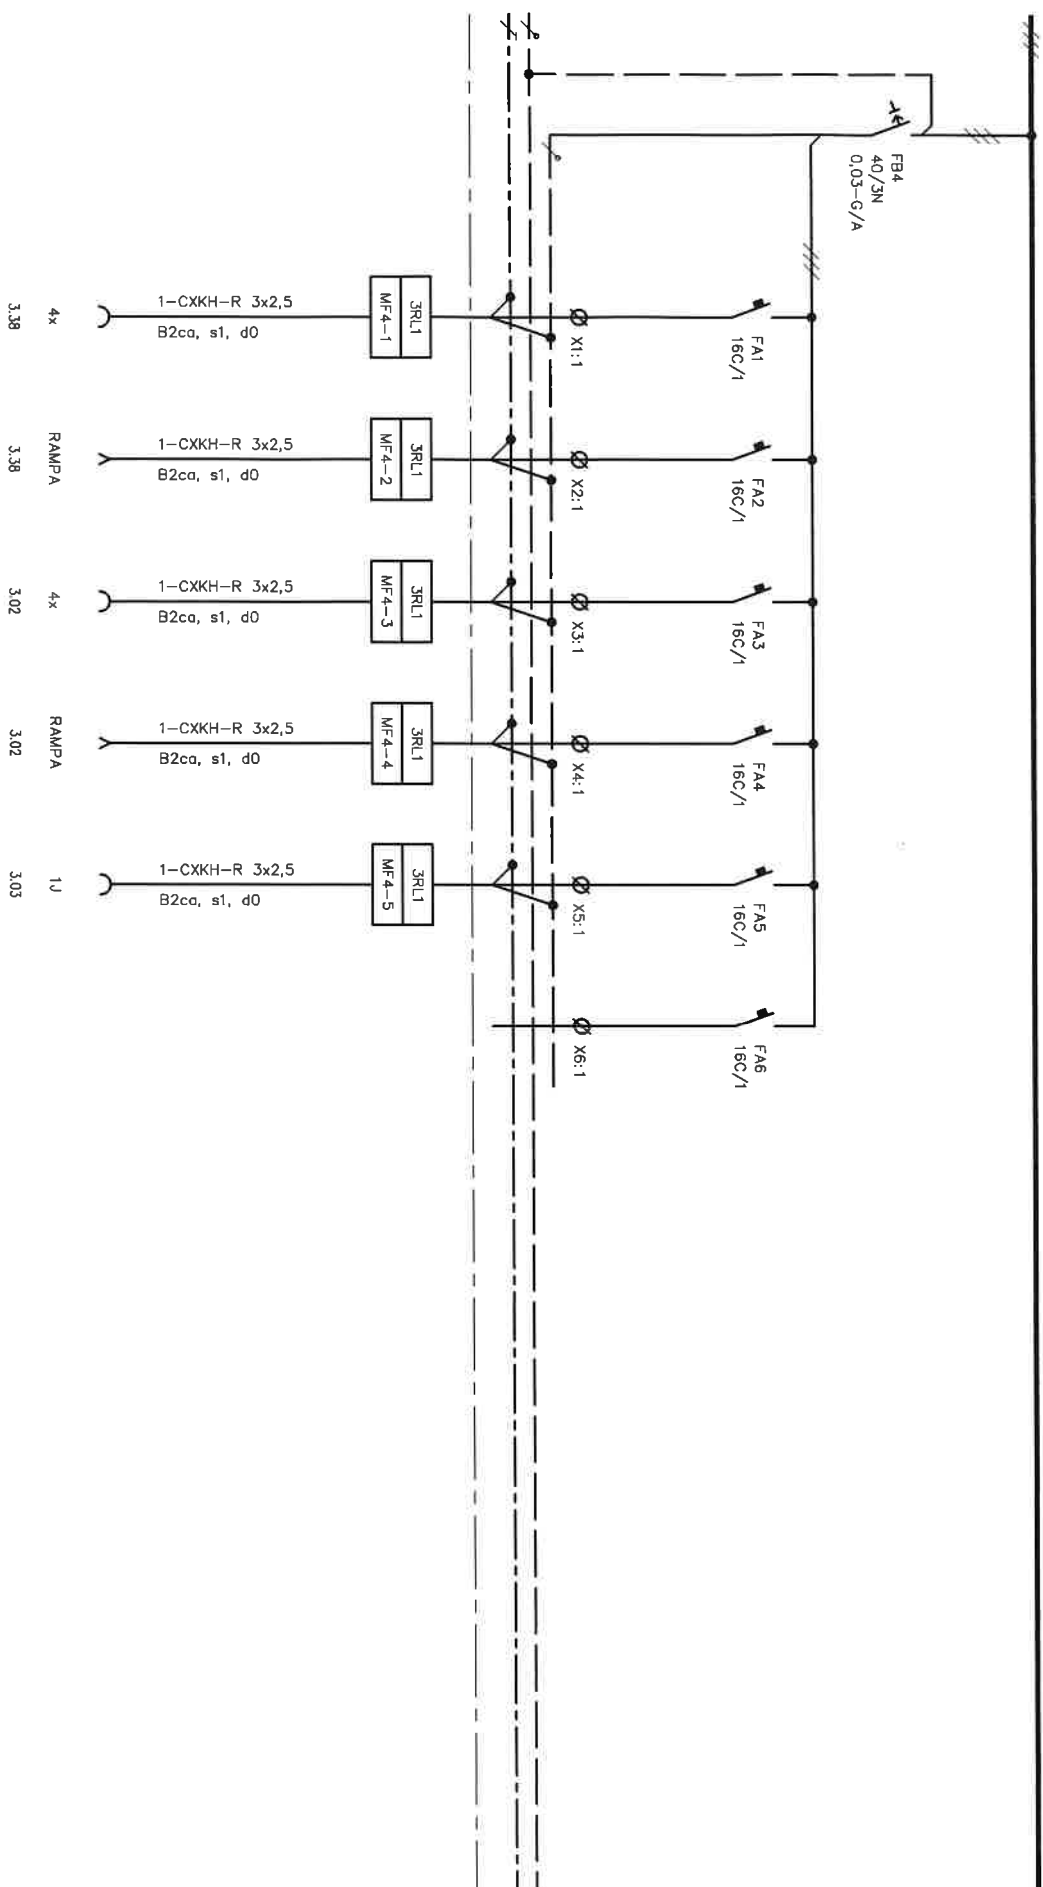 FB4
40/3N
0,03-G/A
FA1
16C/1
FA2
16C/1
FA3
16C/1
FA4
16C/1
FA5
16C/1
FA6
16C/1
X1:1
X2:1
X3:1
X4:1
X5:1
X6:1
3RL1
MF4-1
3RL1
MF4-2
3RL1
MF4-3
3RL1
MF4-4
3RL1
MF4-5
1-CXKH-R 3x2,5
B2ca, s1, d0
1-CXKH-R 3x2,5
B2ca, s1, d0
1-CXKH-R 3x2,5
B2ca, s1, d0
1-CXKH-R 3x2,5
B2ca, s1, d0
1-CXKH-R 3x2,5
B2ca, s1, d0
4x
3.38
RAMPA
3.38
4x
3.02
RAMPA
3.02
1J
3.03